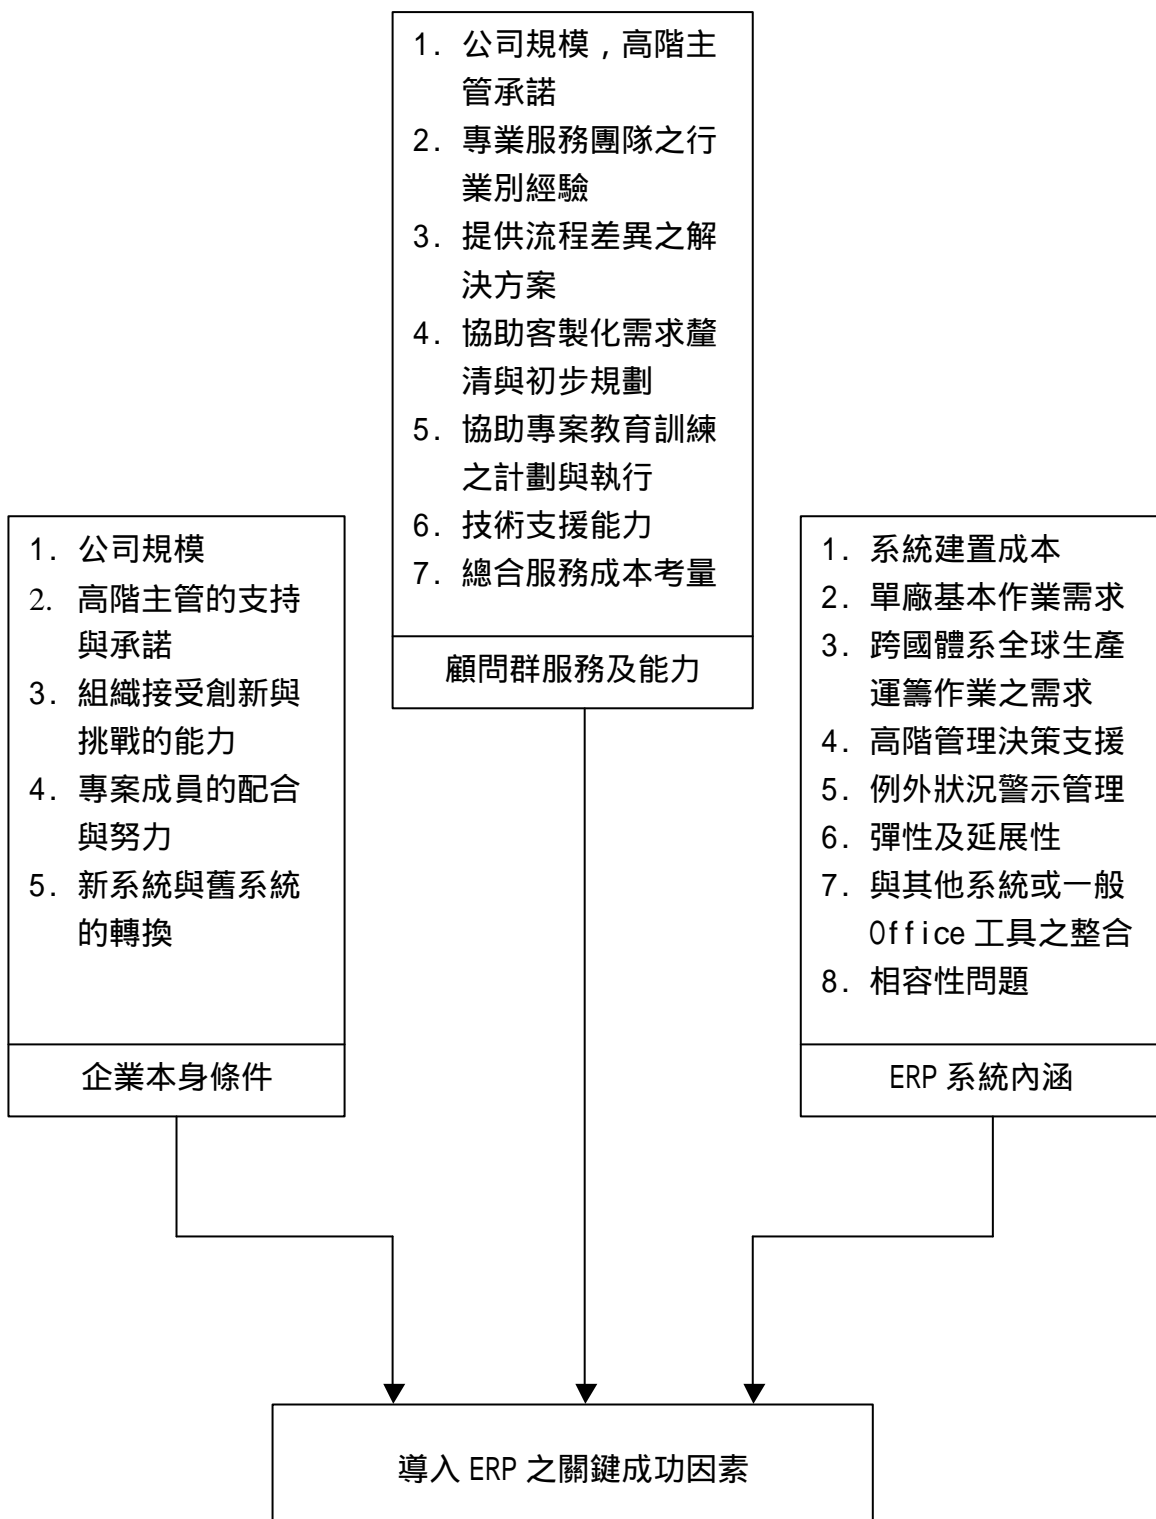 1. 公司規模，高階主
管承諾
2. 專業服務團隊之行
業別經驗
3. 提供流程差異之解
決方案
4. 協助客製化需求釐
清與初步規劃
5. 協助專案教育訓練
之計劃與執行
6. 技術支援能力
7. 總合服務成本考量
顧問群服務及能力
1. 公司規模
2. 高階主管的支持
與承諾
3. 組織接受創新與
挑戰的能力
4. 專案成員的配合
與努力
5. 新系統與舊系統
的轉換
企業本身條件
1. 系統建置成本
2. 單廠基本作業需求
3. 跨國體系全球生產
運籌作業之需求
4. 高階管理決策支援
5. 例外狀況警示管理
6. 彈性及延展性
7. 與其他系統或一般
Office 工具之整合
8. 相容性問題
ERP 系統內涵
導入 ERP 之關鍵成功因素